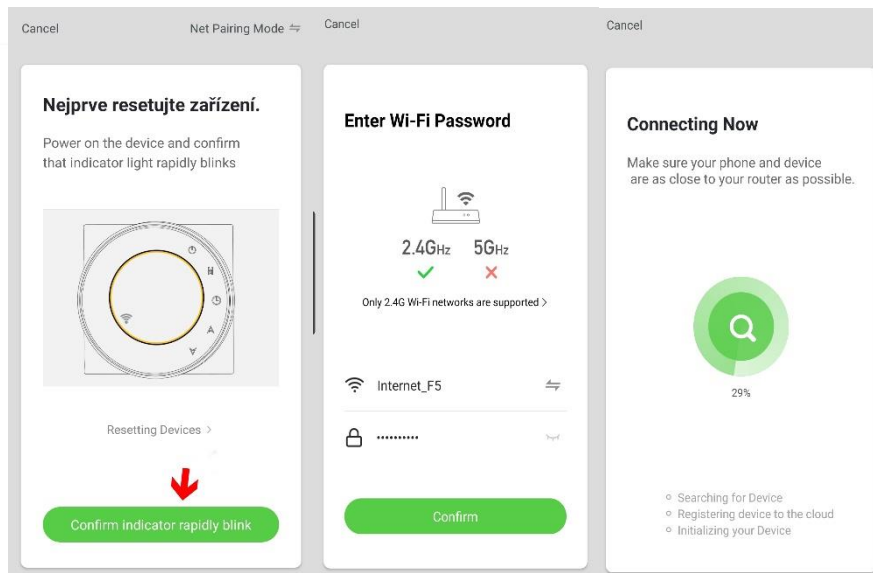 Cancel
Net Pairing Mode
Nejprve resetujte zařízení.
Power on the device and confirm
that indicator light rapidly blinks
Resetting Devices >
Confirm indicator rapidly blink
Cancel
Enter Wi-Fi Password
2.4GHz 5GHz
Only 2.4G Wi-Fi networks are supported >
Internet_F5
••••••••••
Confirm
Cancel
Connecting Now
Make sure your phone and device
are as close to your router as possible.
29%
Searching for Device
Registering device to the cloud
Initializing your Device